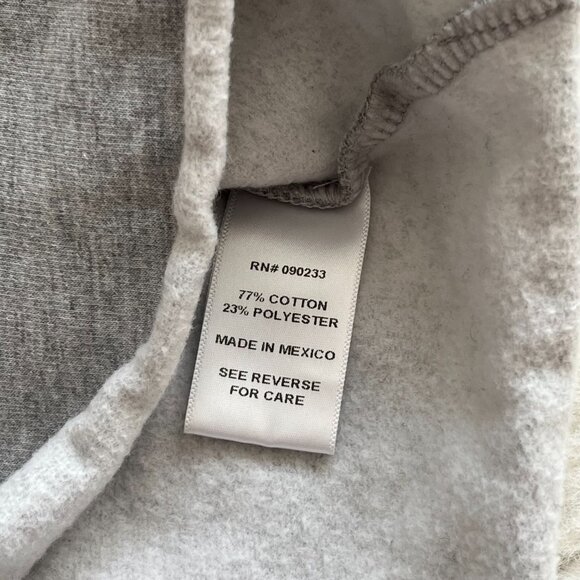 RN# 090233
77% COTTON
23% POLYESTER
MADE IN MEXICO
SEE REVERSE
FOR CARE